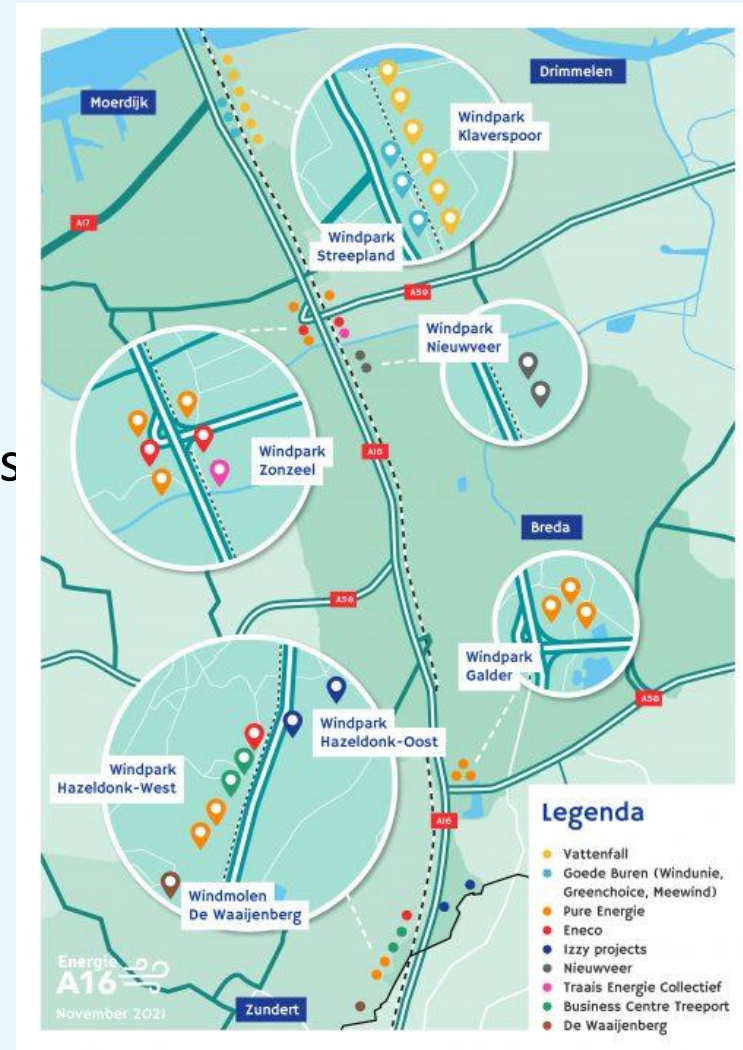 Moerdijk
Drimmelen
Windpark
Klaverspoor
A17
Windpark
Streepland
A59
Windpark
Nieuwveer
s
Windpark
Zonzeel
A16
Breda
A58
Windpark
Galder
A58
Windpark
Hazeldonk-Oost
Windpark
Hazeldonk-West
A16
Windmolen
De Waaijenberg
Legenda
Vattenfall
Goede Buren (Windunie,
Greenchoice, Meewind)
Pure Energie
Eneco
Izzy projects
Nieuwveer
Traais Energie Collectief
Business Centre Treeport
De Waaijenberg
Energie
A16
November 2021
Zundert